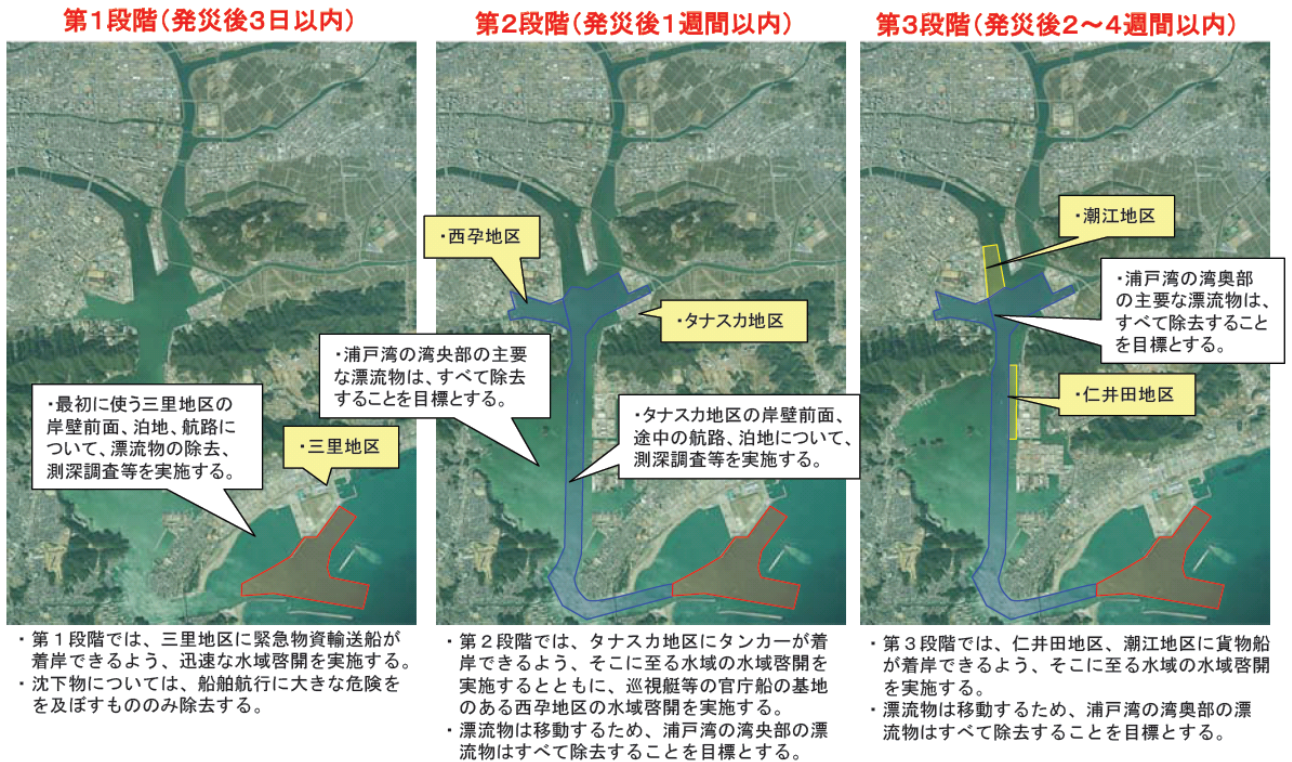 第1段階(発災後3日以内)
・最初に使う三里地区の
岸壁前面、泊地、航路に
ついて、漂流物の除去、
測深調査等を実施する。
・三里地区
・第１段階では、三里地区に緊急物資輸送船が
着岸できるよう、迅速な水域啓開を実施する。
・沈下物については、船舶航行に大きな危険を
を及ぼすもののみ除去する。
第2段階(発災後1週間以内)
・西孕地区
・タナスカ地区
・浦戸湾の湾央部の主要
な漂流物は、すべて除去
することを目標とする。
・タナスカ地区の岸壁前面、
途中の航路、泊地について、
測深調査等を実施する。
・第２段階では、タナスカ地区にタンカーが着
岸できるよう、そこに至る水域の水域啓開を
実施するとともに、巡視艇等の官庁船の基地
のある西孕地区の水域啓開を実施する。
・漂流物は移動するため、浦戸湾の湾央部の漂
流物はすべて除去することを目標とする。
第3段階(発災後2～4週間以内)
・潮江地区
・浦戸湾の湾奥部
の主要な漂流物は、
すべて除去すること
を目標とする。
・仁井田地区
・第３段階では、仁井田地区、潮江地区に貨物船
が着岸できるよう、そこに至る水域の水域啓開
を実施する。
・漂流物は移動するため、浦戸湾の湾奥部の漂
流物はすべて除去することを目標とする。